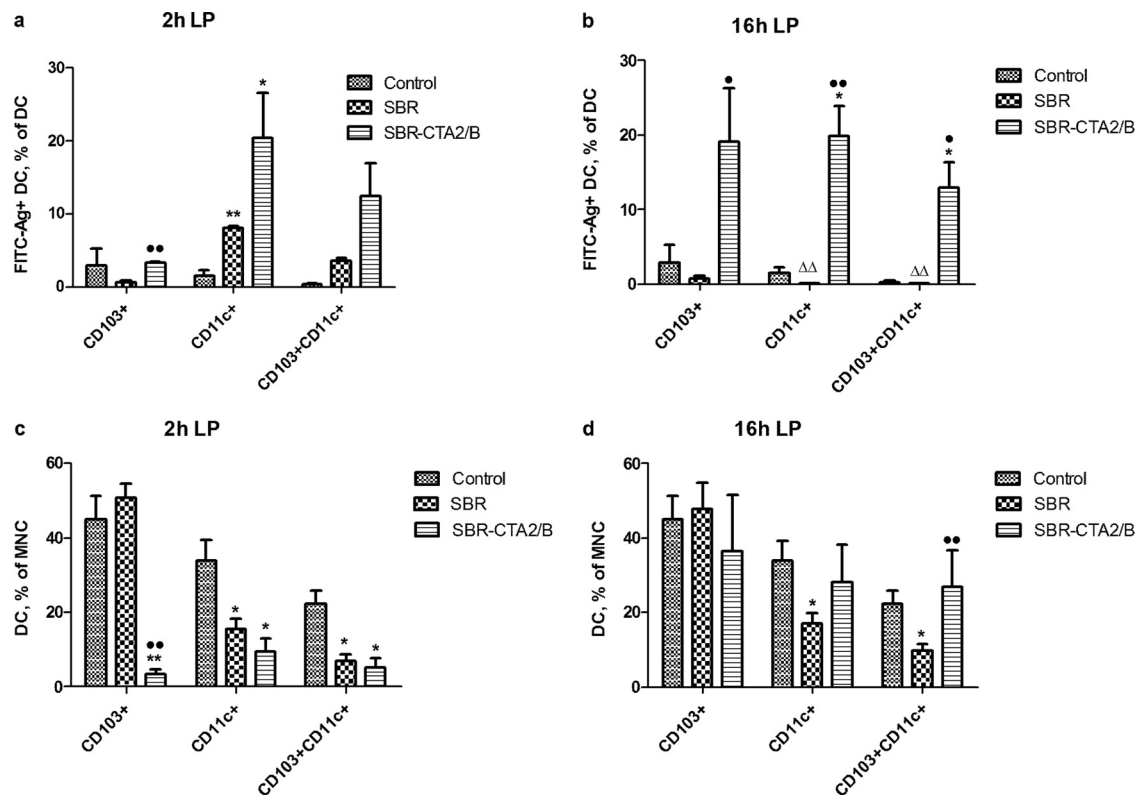 a
2h LP
FITC-Ag+ DC, % of DC
30
20
10
0
*
**
●●
Control
SBR
SBR-CTA2/B
CD103+
CD11c+
CD103+CD11c+
b
16h LP
FITC-Ag+ DC, % of DC
30
20
10
0
●
●●
*
●
*
ΔΔ
ΔΔ
Control
SBR
SBR-CTA2/B
CD103+
CD11c+
CD103+CD11c+
c
2h LP
DC, % of MNC
60
40
20
0
●●
**
*
*
*
*
Control
SBR
SBR-CTA2/B
CD103+
CD11c+
CD103+CD11c+
d
16h LP
DC, % of MNC
60
40
20
0
*
●●
*
Control
SBR
SBR-CTA2/B
CD103+
CD11c+
CD103+CD11c+